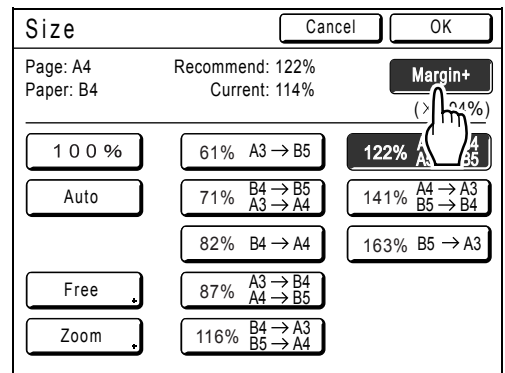 Size
Cancel
OK
Page: A4
Paper: B4
Recommend: 122%
Current: 114%
Margin+
100%
Auto
Free
Zoom
61% A3→B5
71% B4→B5
A3→A4
82% B4→A4
87% A3→B4
A4→B5
116% B4→A3
B5→A4
122%
141% A4→A3
B5→B4
163% B5→A3